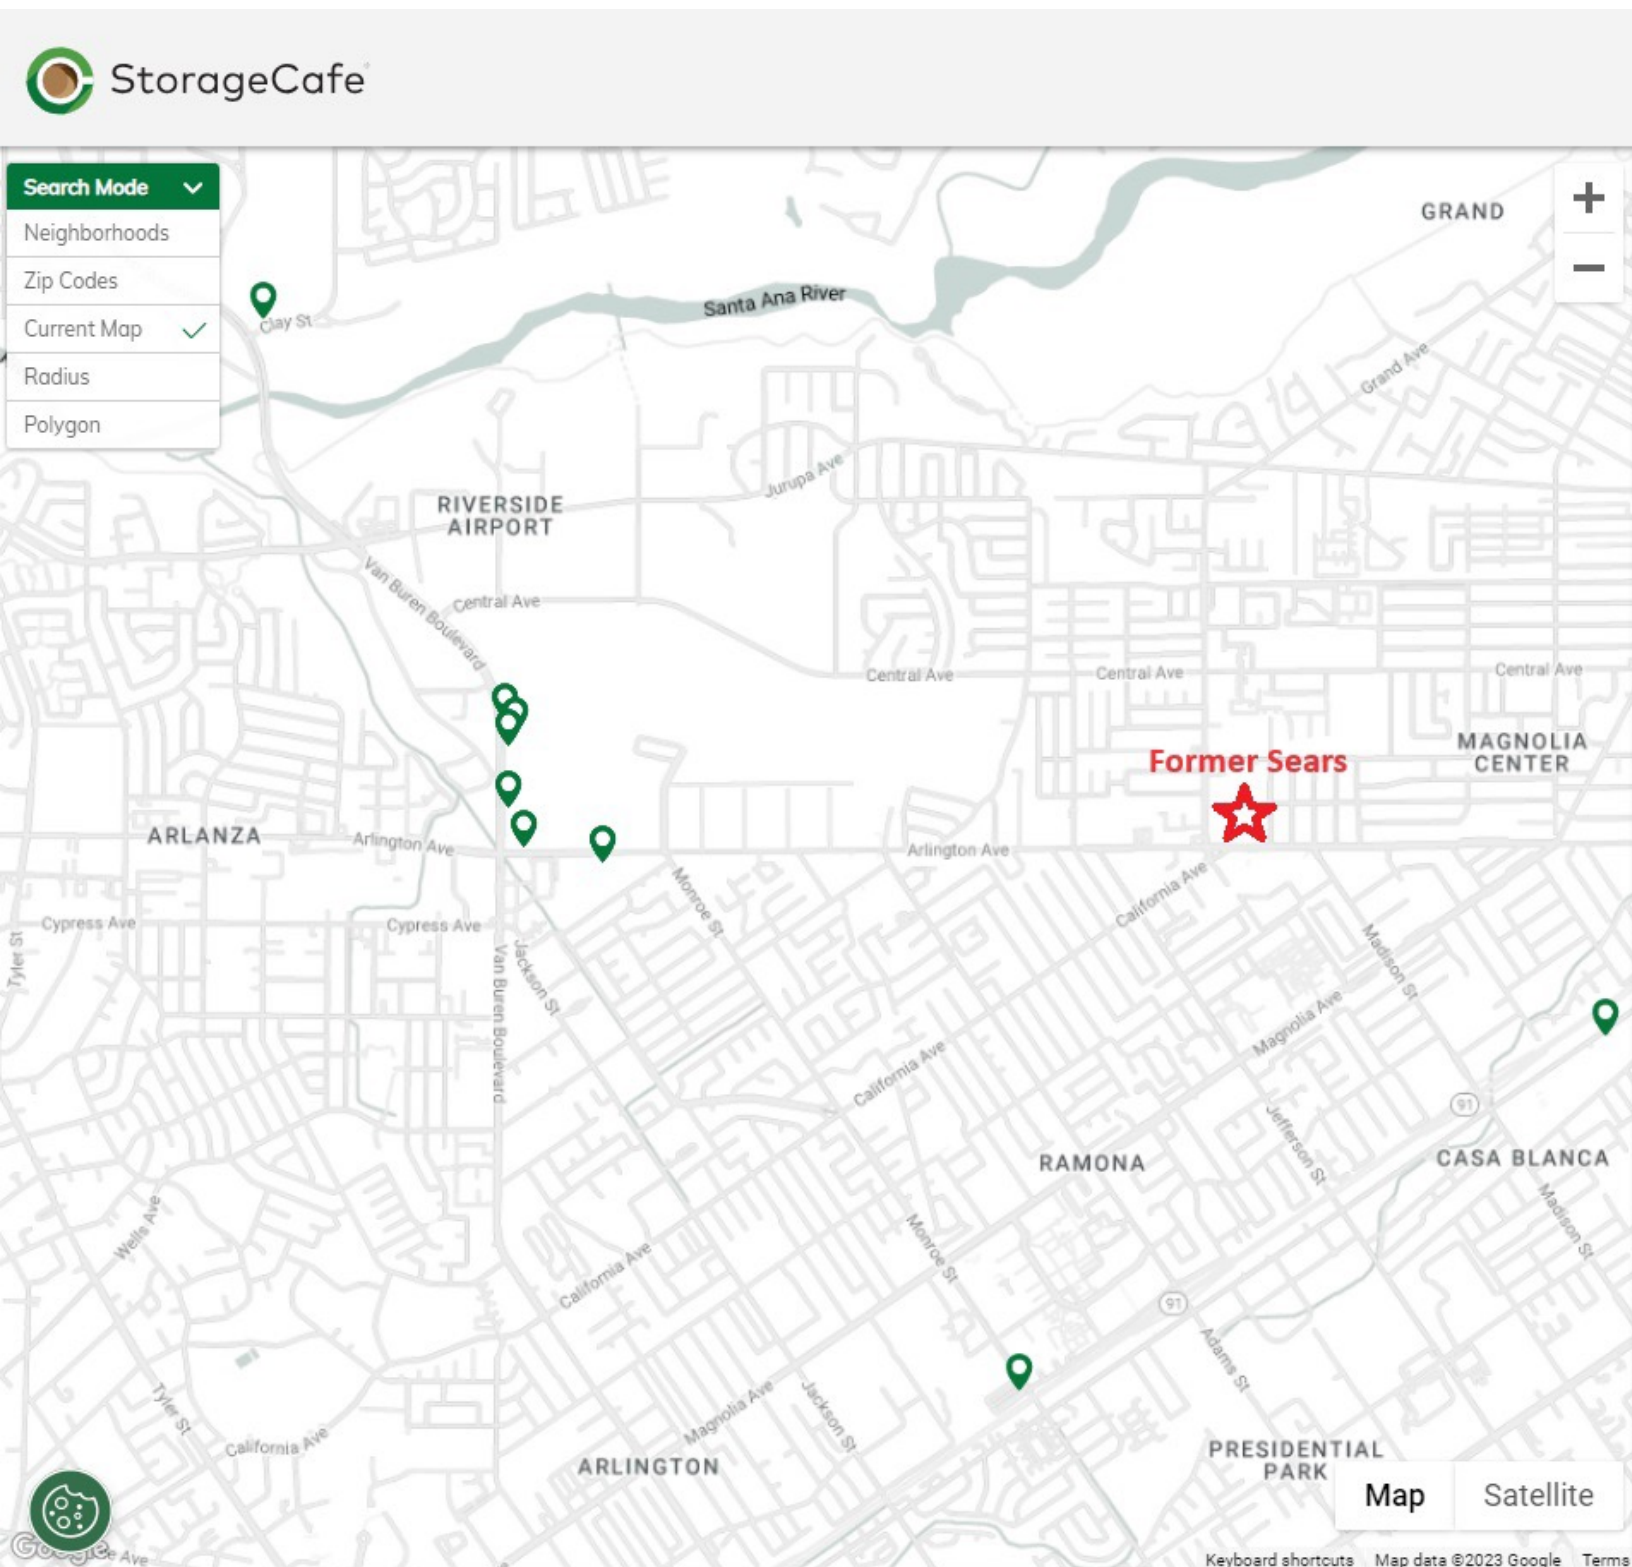 StorageCafe
Search Mode
Neighborhoods
Zip Codes
Current Map
Radius
Polygon
GRAND
Clay St
Santa Ana River
Grand Ave
Jurupa Ave
RIVERSIDE
AIRPORT
Van Buren Boulevard
Central Ave
Central Ave
Central Ave
Central Ave
MAGNOLIA
CENTER
Former Sears
ARLANZA
Arlington Ave
Arlington Ave
California Ave
Monroe St
Cypress Ave
Cypress Ave
Tyler St
Van Buren Boulevard
Jackson St
Madison St
Magnolia Ave
California Ave
91
Jefferson St
RAMONA
CASA BLANCA
Madison St
Wells Ave
Monroe St
California Ave
91
Adams St
Tyler St
Magnolia Ave
Jackson St
California Ave
ARLINGTON
PRESIDENTIAL
PARK
Map
Satellite
Google
Ave
Keyboard shortcuts
Map data ©2023 Google
Terms